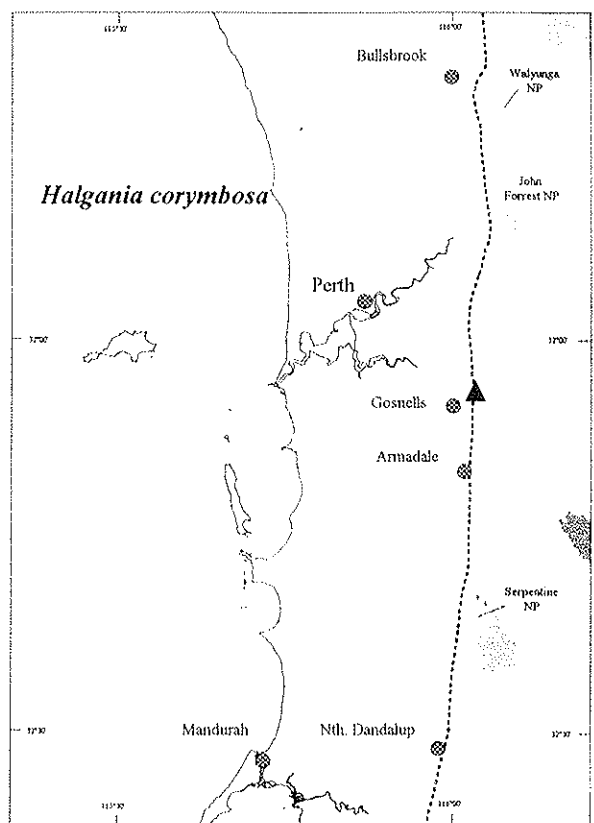 Bullsbrook
Walyunga
NP
John
Forrest NP
Halgania corymbosa
Perth
Gosnells
Armadale
Serpentine
NP
Mandurah
Nth. Dandalup